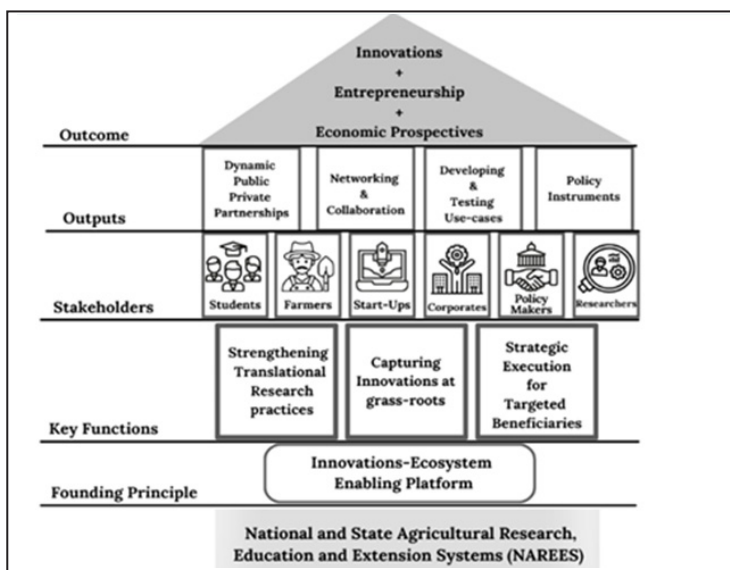 Innovations
+
Entrepreneurship
+
Economic Prospectives
Outcome
Dynamic
Public
Private
Partnerships
Networking
&
Collaboration
Developing
&
Testing
Use-cases
Policy
Instruments
Outputs
Students
Farmers
Start-Ups
Corporates
Policy
Makers
Researchers
Stakeholders
Strengthening
Translational
Research
practices
Capturing
Innovations at
grass-roots
Strategic
Execution
for
Targeted
Beneficiaries
Key Functions
Innovations-Ecosystem
Enabling Platform
Founding Principle
National and State Agricultural Research,
Education and Extension Systems (NAREES)